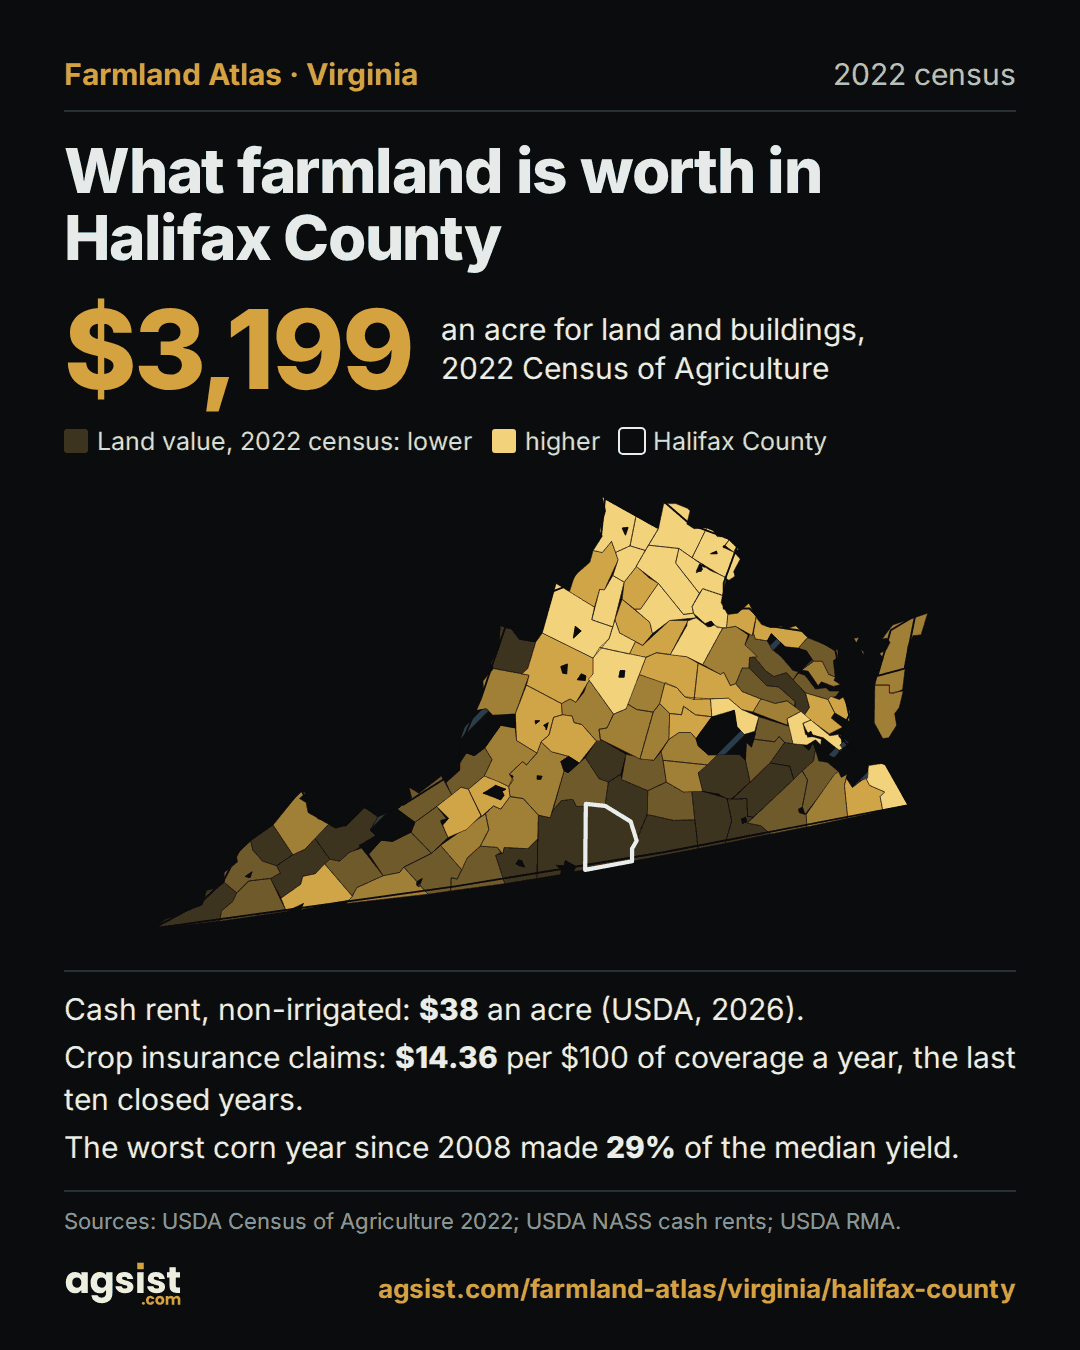 Farmland Atlas · Virginia
2022 census
What farmland is worth in
Halifax County
$3,199
an acre for land and buildings,
2022 Census of Agriculture
Land value, 2022 census: lower
higher
Halifax County
Cash rent, non-irrigated: $38 an acre (USDA, 2026).
Crop insurance claims: $14.36 per $100 of coverage a year, the last
ten closed years.
The worst corn year since 2008 made 29% of the median yield.
Sources: USDA Census of Agriculture 2022; USDA NASS cash rents; USDA RMA.
agsist
.com
agsist.com/farmland-atlas/virginia/halifax-county